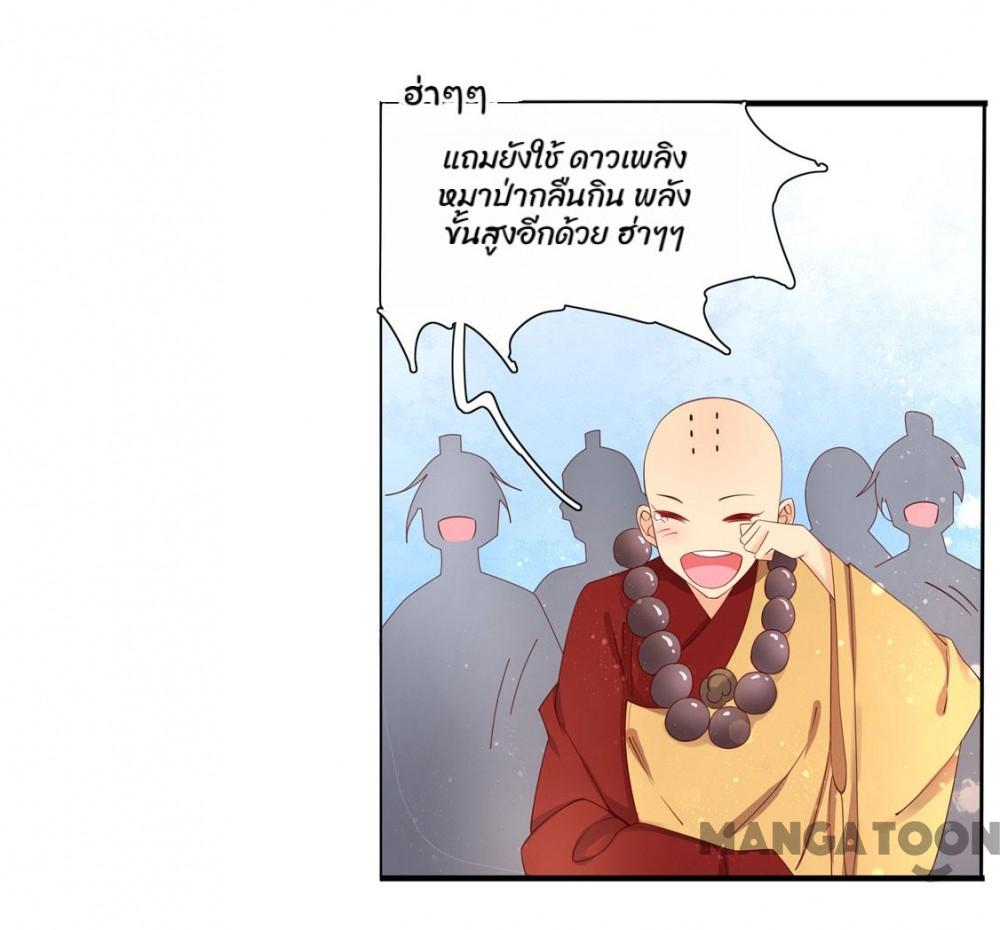 ฮ่าๆๆ
แถมยังใช้ ดาวเพลิง
หมาป่ากลืนกิน พลัง
ขั้นสูงอีกด้วย ฮ่าๆๆ
MANGATOON